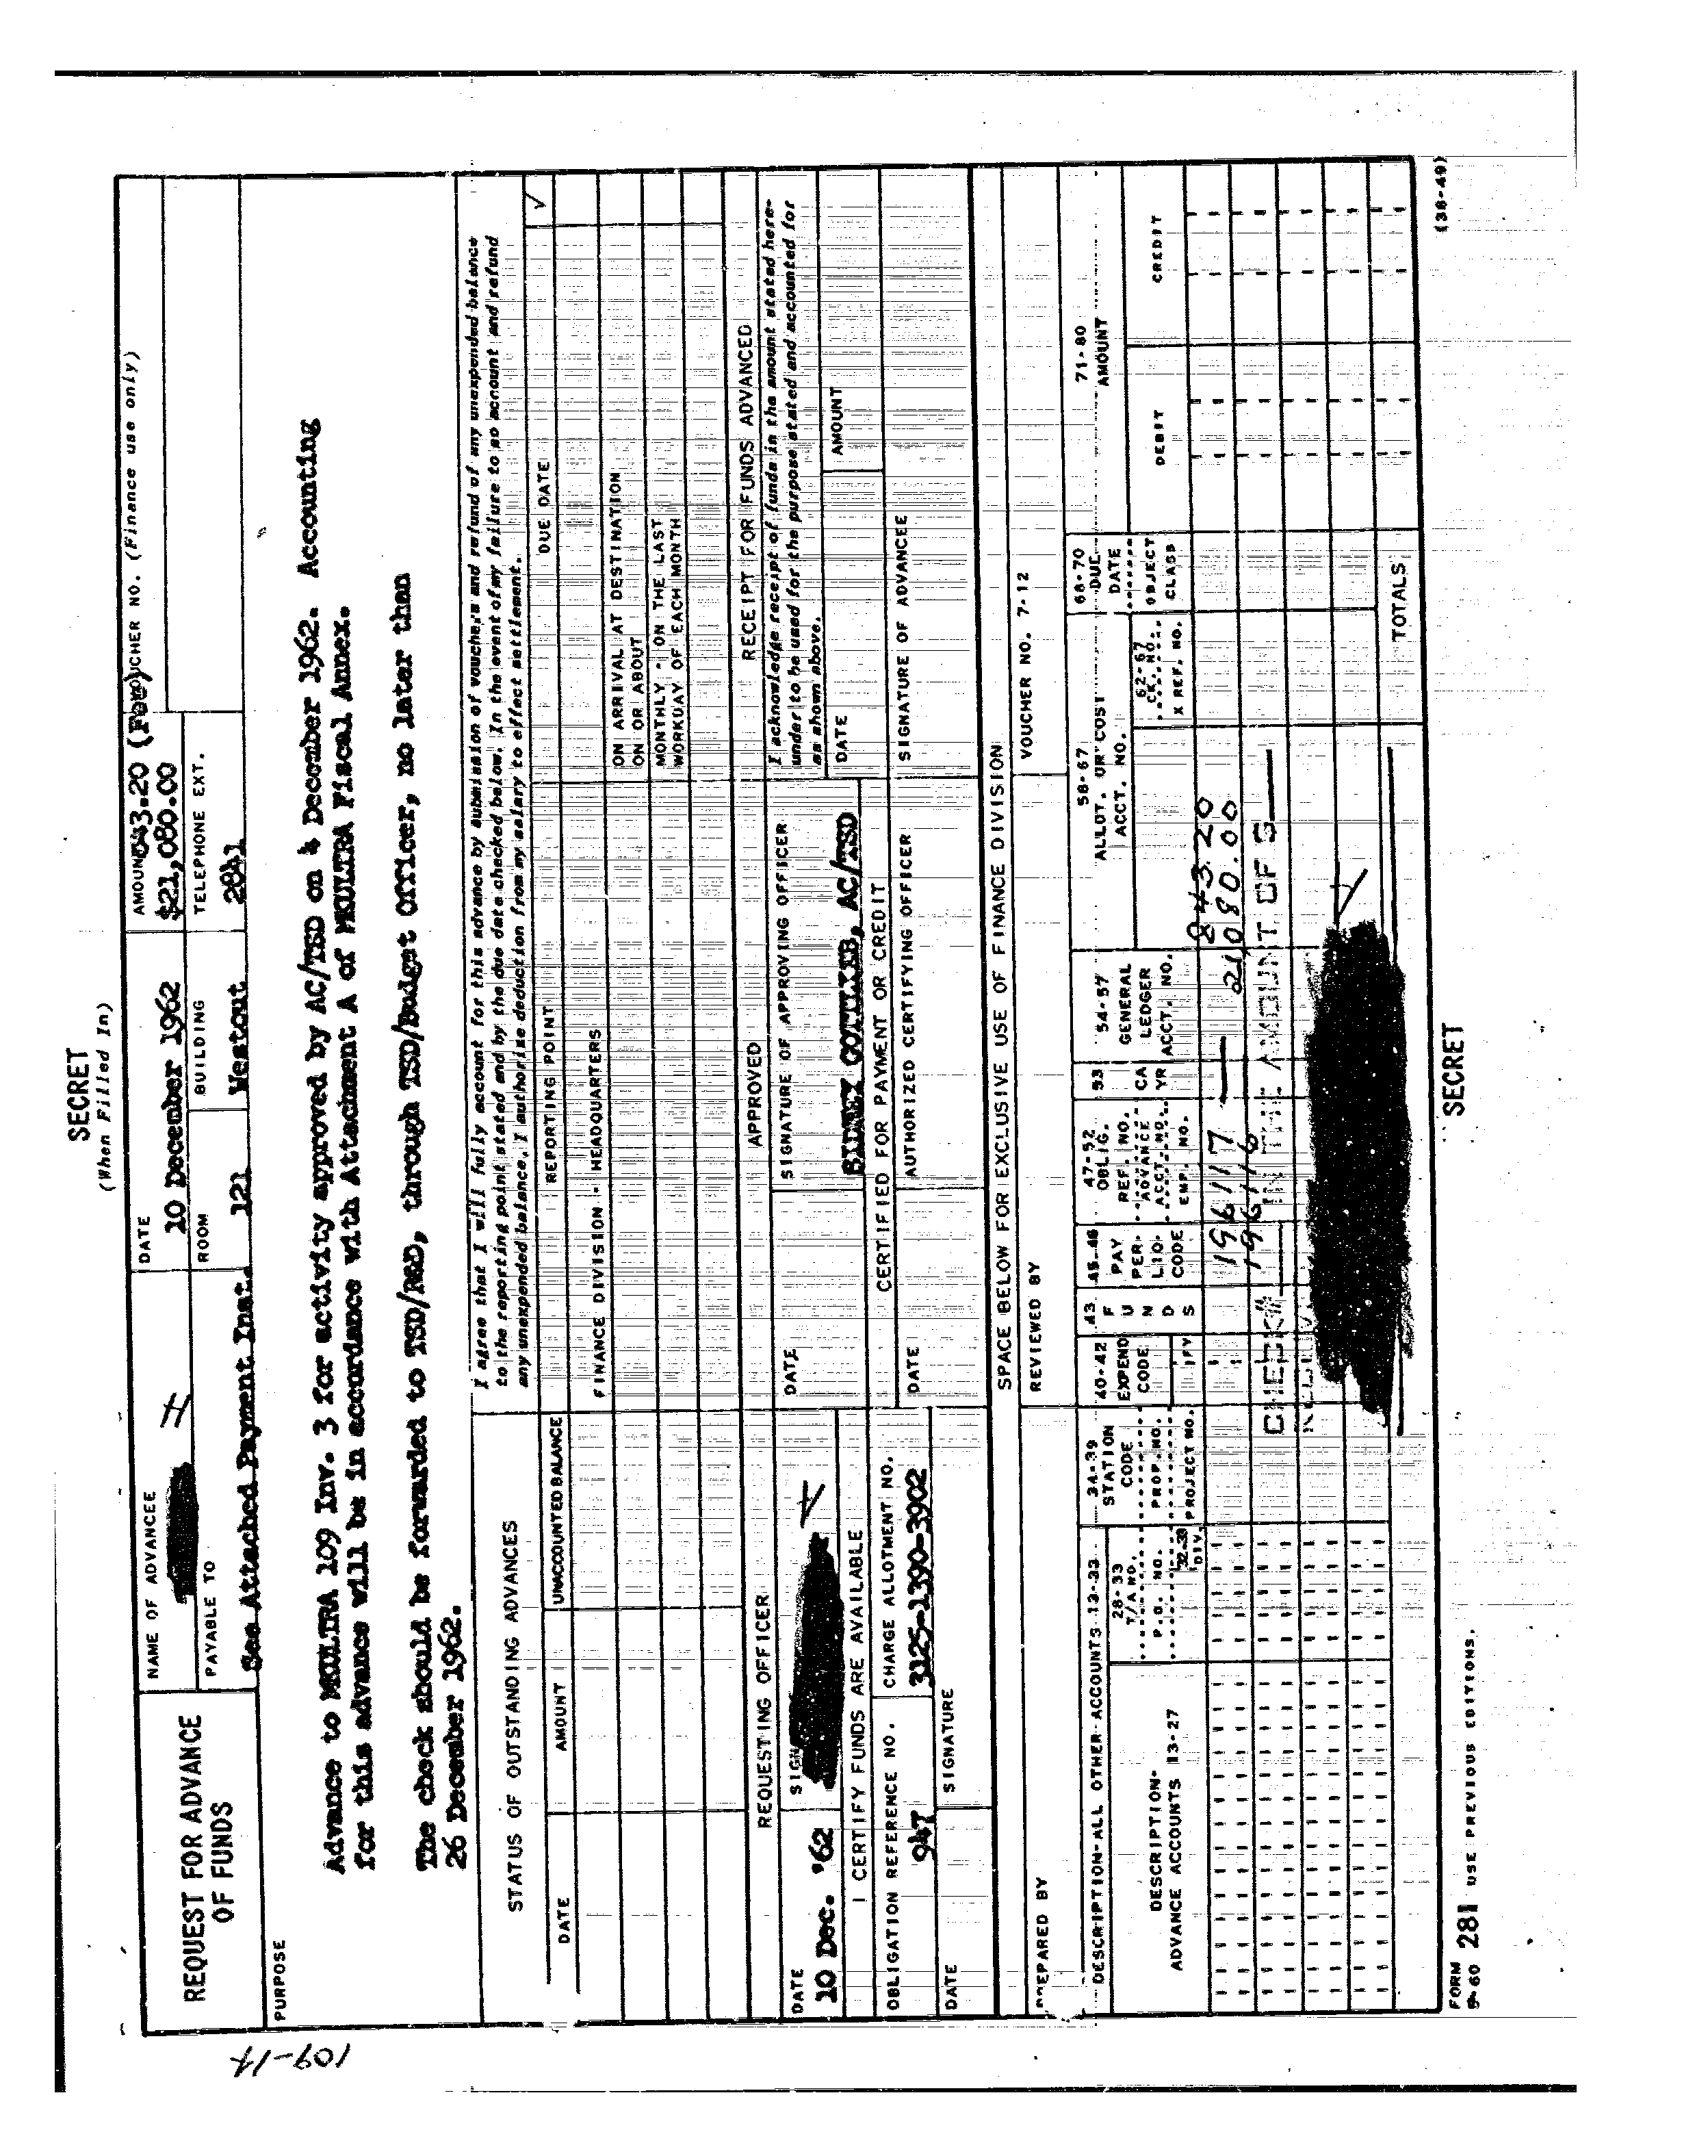 SECRET
(When Filled In)
REQUEST FOR ADVANCE
OF FUNDS
NAME OF ADVANCEE
H
DATE
10 December 1962
AMOUNT
$21,080.00
VOUCHER NO. (Finance use only)
PAYABLE TO
See Attached Payment Inst.
ROOM
121
BUILDING
Westout
TELEPHONE EXT.
2841
PURPOSE
Advance to MKULTRA 109 Inv. 3 for activity approved by AC/TSD on 4 December 1962. Accounting
for this advance will be in accordance with Attachment A of MKULTRA Fiscal Annex.
The check should be forwarded to TSD/R&D, through TSD/Budget Officer, no later than
26 December 1962.
STATUS OF OUTSTANDING ADVANCES
DATE
AMOUNT
UNACCOUNTED BALANCE
I agree that I will fully account for this advance by submission of vouchers and refund of any unexpended balance
to the reporting point stated and by the due date checked below. In the event of my failure to so account and refund
any unexpended balance, I authorize deduction from my salary to effect settlement.
REPORTING POINT
DUE DATE
✓
FINANCE DIVISION - HEADQUARTERS
ON ARRIVAL AT DESTINATION
ON OR ABOUT
MONTHLY - ON THE LAST
WORKDAY OF EACH MONTH
REQUESTING OFFICER
APPROVED
RECEIPT FOR FUNDS ADVANCED
DATE
10 Dec. '62
H
DATE
SIGNATURE OF APPROVING OFFICER
SIDNEY GOTTLIEB, AC/TSD
I acknowledge receipt of funds in the amount stated here-
under to be used for the purpose stated and accounted for
as shown above.
I CERTIFY FUNDS ARE AVAILABLE
CERTIFIED FOR PAYMENT OR CREDIT
DATE
AMOUNT
OBLIGATION REFERENCE NO.
947
CHARGE ALLOTMENT NO.
3125-1390-3902
DATE
AUTHORIZED CERTIFYING OFFICER
SIGNATURE OF ADVANCEE
DATE
SIGNATURE
SPACE BELOW FOR EXCLUSIVE USE OF FINANCE DIVISION
PREPARED BY
REVIEWED BY
VOUCHER NO. 7-12
DESCRIPTION-ALL OTHER ACCOUNTS 13-33
DESCRIPTION-
ADVANCE ACCOUNTS 13-27
28-33
T/A NO.
P.O. NO.
DIV.
34-39
STATION
CODE
PROP. NO.
PROJECT NO.
40-42
EXPEND
CODE
43
F
U
N
D
S
45-46
PAY
PER.
CODE
47-52
OBLIG.
REF. NO.
ADVANCE
ACCT. NO.
EMP. NO.
53
CA
YR
54-57
GENERAL
LEDGER
ACCT. NO.
58-67
ALLOT. OR COST
ACCT. NO.
62-67
CK. NO.
X REF. NO.
68-70
DUE
DATE
OBJECT
CLASS
71-80
AMOUNT
DEBIT
CREDIT
196117
843.20
196116
21080.00
CHECK #
IN THE AMOUNT OF $
TOTALS
FORM
9-60 281 USE PREVIOUS EDITIONS.
SECRET
(38-49)
109-17